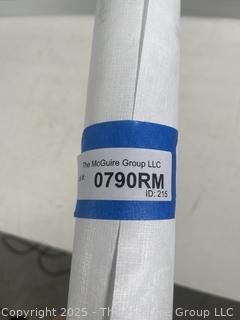 The McGuire Group LLC
0790RM
ID: 215
Copyright 2025 - The McGuire Group LLC